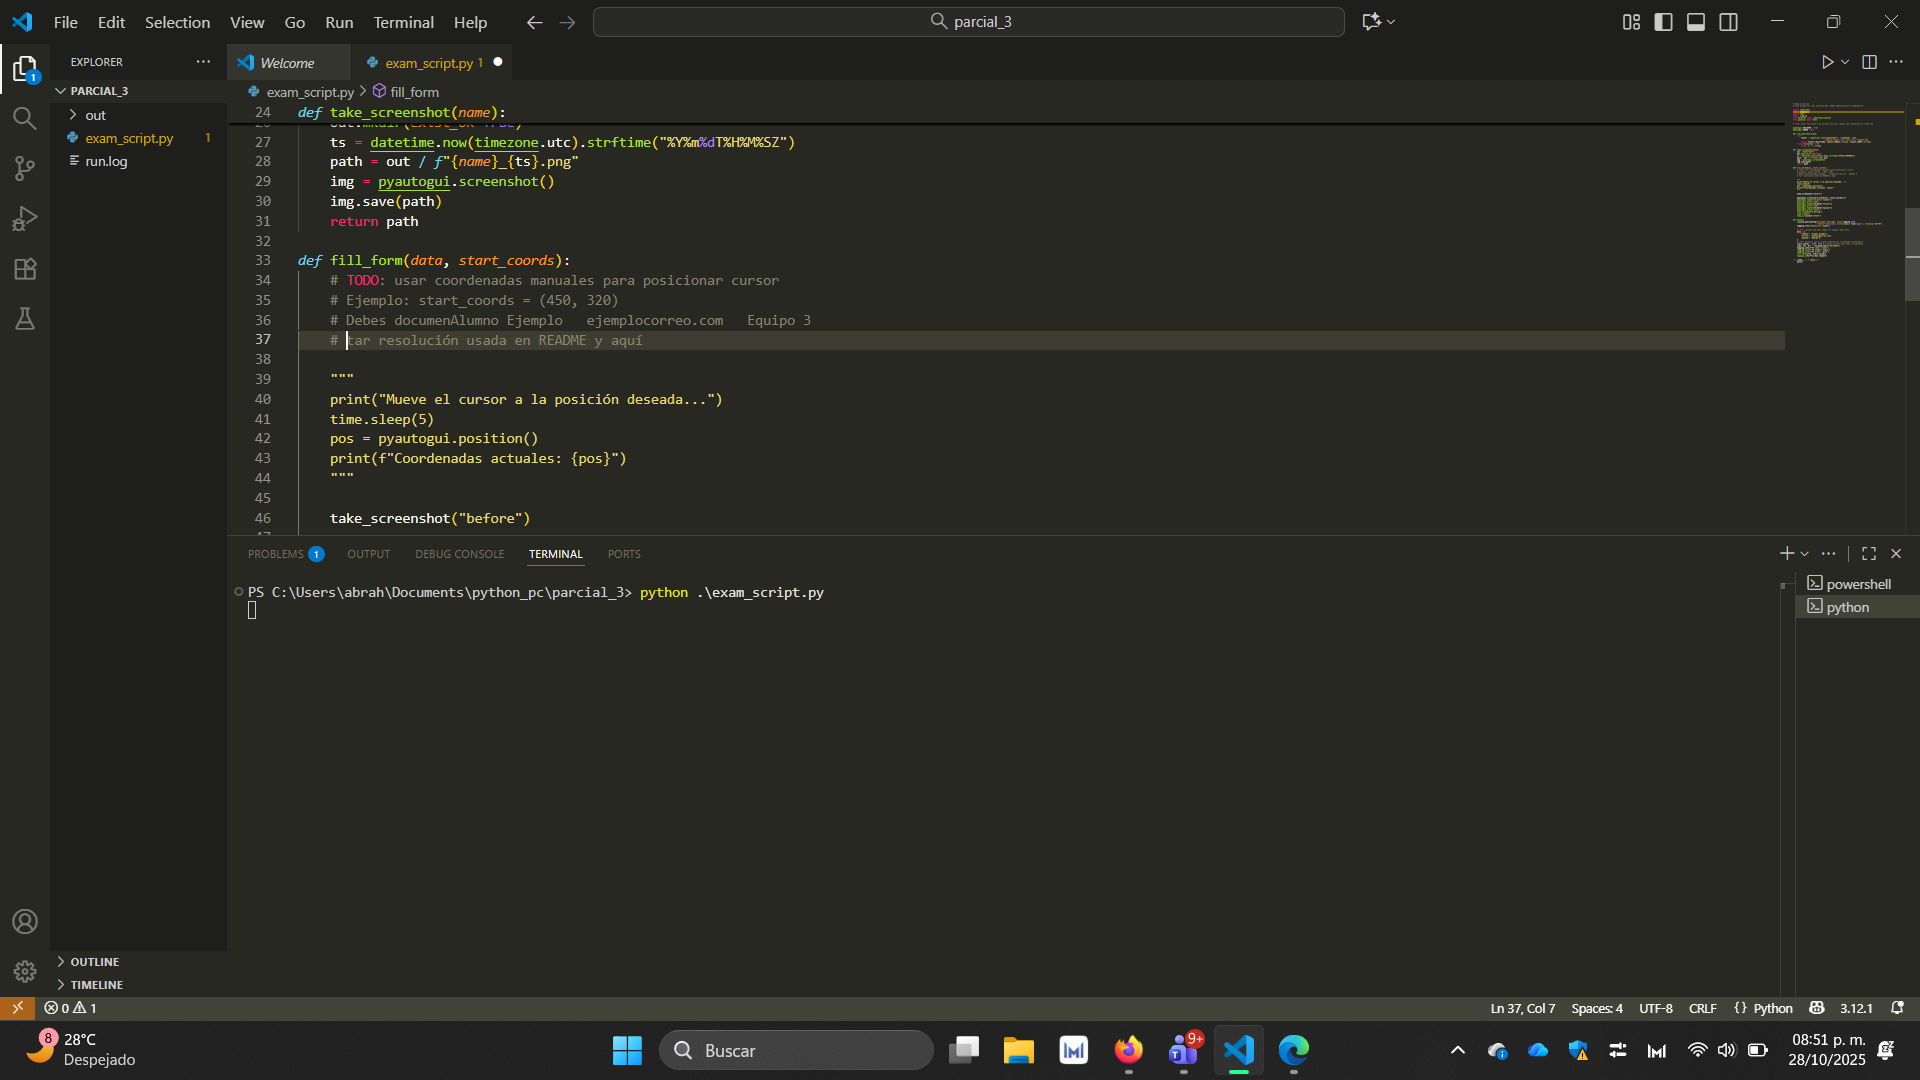 File Edit Selection View Go Run Terminal Help
parcial_3
EXPLORER
PARCIAL_3
out
exam_script.py 1
run.log
OUTLINE
TIMELINE
Welcome
exam_script.py 1
exam_script.py > fill_form
24 def take_screenshot(name):
27 ts = datetime.now(timezone.utc).strftime("%Y%m%dT%H%M%SZ")
28 path = out / f"{name}_{ts}.png"
29 img = pyautogui.screenshot()
30 img.save(path)
31 return path
32
33 def fill_form(data, start_coords):
34 # TODO: usar coordenadas manuales para posicionar cursor
35 # Ejemplo: start_coords = (450, 320)
36 # Debes documenAlumno Ejemplo   ejemplocorreo.com   Equipo 3
37 # tar resolución usada en README y aquí
38
39 """
40 print("Mueve el cursor a la posición deseada...")
41 time.sleep(5)
42 pos = pyautogui.position()
43 print(f"Coordenadas actuales: {pos}")
44 """
45
46 take_screenshot("before")
PROBLEMS 1 OUTPUT DEBUG CONSOLE TERMINAL PORTS
PS C:\Users\abrah\Documents\python_pc\parcial_3> python .\exam_script.py
powershell
python
0 1
Ln 37, Col 7 Spaces: 4 UTF-8 CRLF { } Python 3.12.1
8
28°C
Despejado
Buscar
9+
08:51 p. m.
28/10/2025